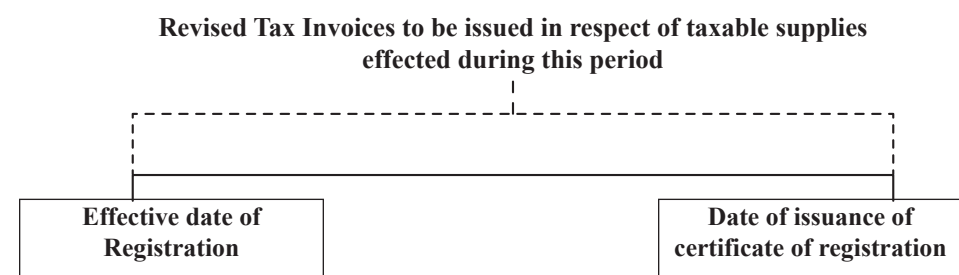 Revised Tax Invoices to be issued in respect of taxable supplies
effected during this period
Effective date of
Registration
Date of issuance of
certificate of registration